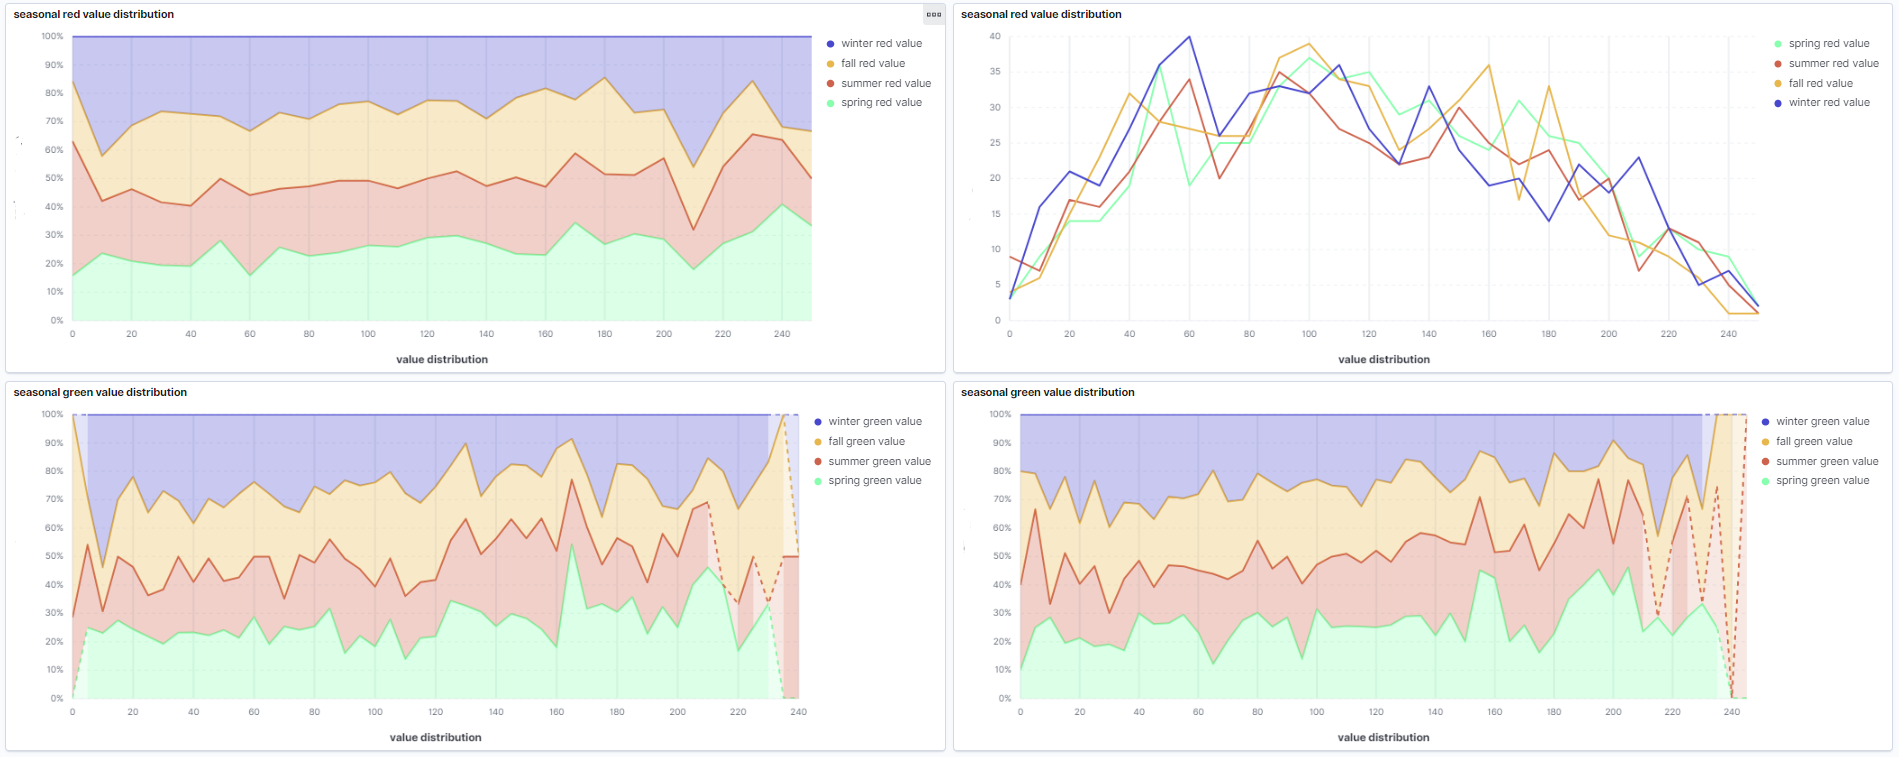 seasonal red value distribution
100%
90%
80%
70%
60%
50%
40%
30%
20%
10%
0%
0 20 40 60 80 100 120 140 160 180 200 220 240
value distribution
winter red value
fall red value
summer red value
spring red value
seasonal red value distribution
40
35
30
25
20
15
10
5
0
0 20 40 60 80 100 120 140 160 180 200 220 240
value distribution
spring red value
summer red value
fall red value
winter red value
seasonal green value distribution
100%
90%
80%
70%
60%
50%
40%
30%
20%
10%
0%
0 20 40 60 80 100 120 140 160 180 200 220 240
value distribution
winter green value
fall green value
summer green value
spring green value
seasonal green value distribution
100%
90%
80%
70%
60%
50%
40%
30%
20%
10%
0%
0 20 40 60 80 100 120 140 160 180 200 220 240
value distribution
winter green value
fall green value
summer green value
spring green value